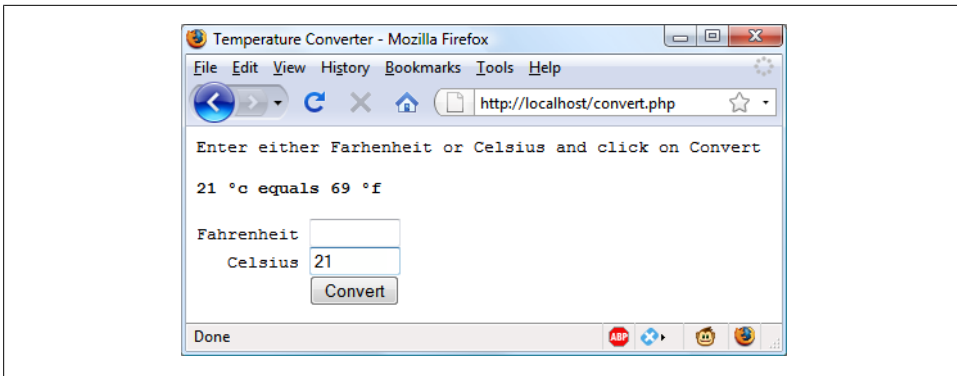 Temperature Converter - Mozilla Firefox
File Edit View History Bookmarks Tools Help
http://localhost/convert.php
Enter either Farhenheit or Celsius and click on Convert
21 °c equals 69 °f
Fahrenheit
Celsius 21
Convert
Done
ABP